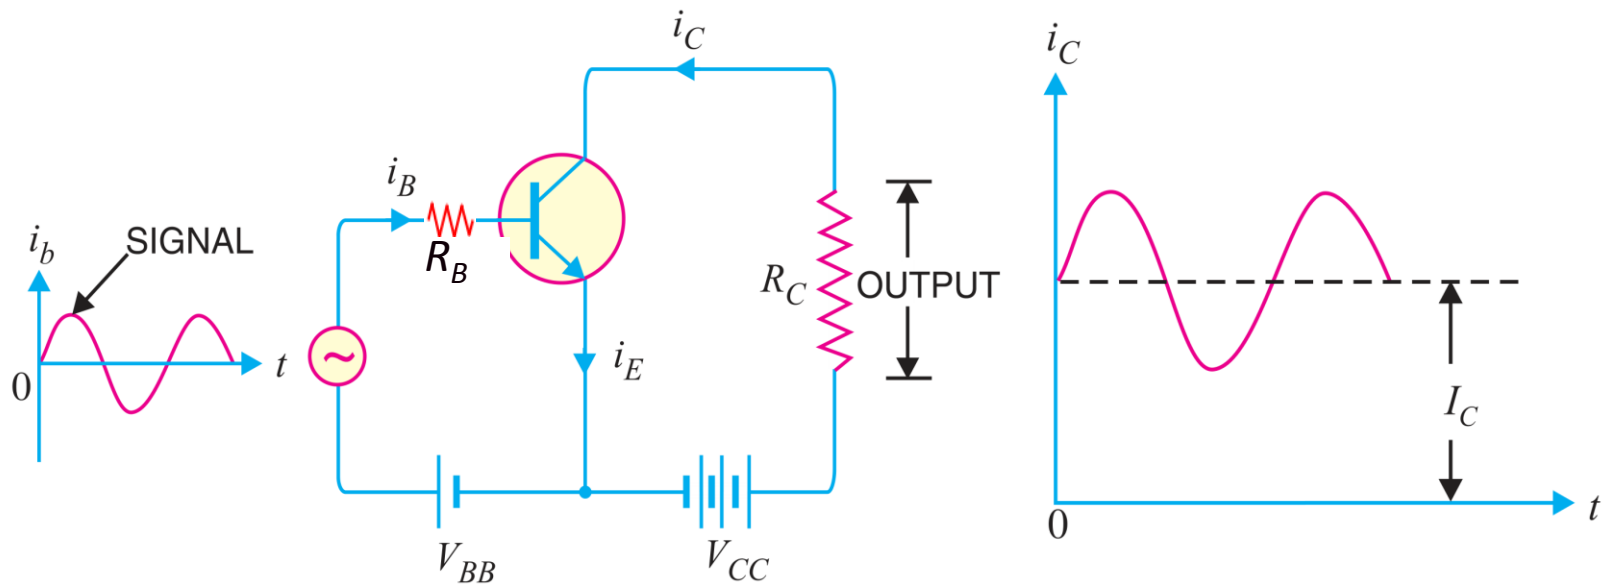 i_b
SIGNAL
0
t
i_B
R_B
i_C
i_E
V_BB
V_CC
R_C
OUTPUT
i_C
I_C
0
t